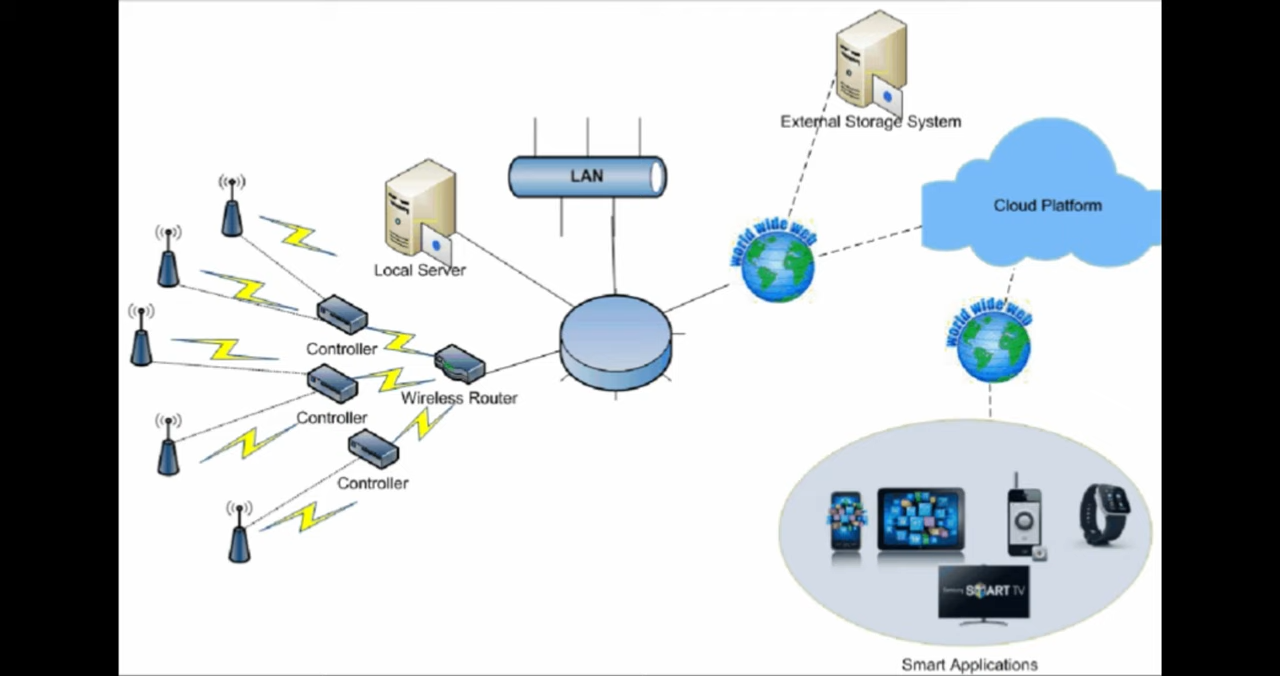 External Storage System
LAN
Cloud Platform
world wide web
Local Server
world wide web
Controller
Wireless Router
Controller
Controller
Samsung SMART TV
Smart Applications